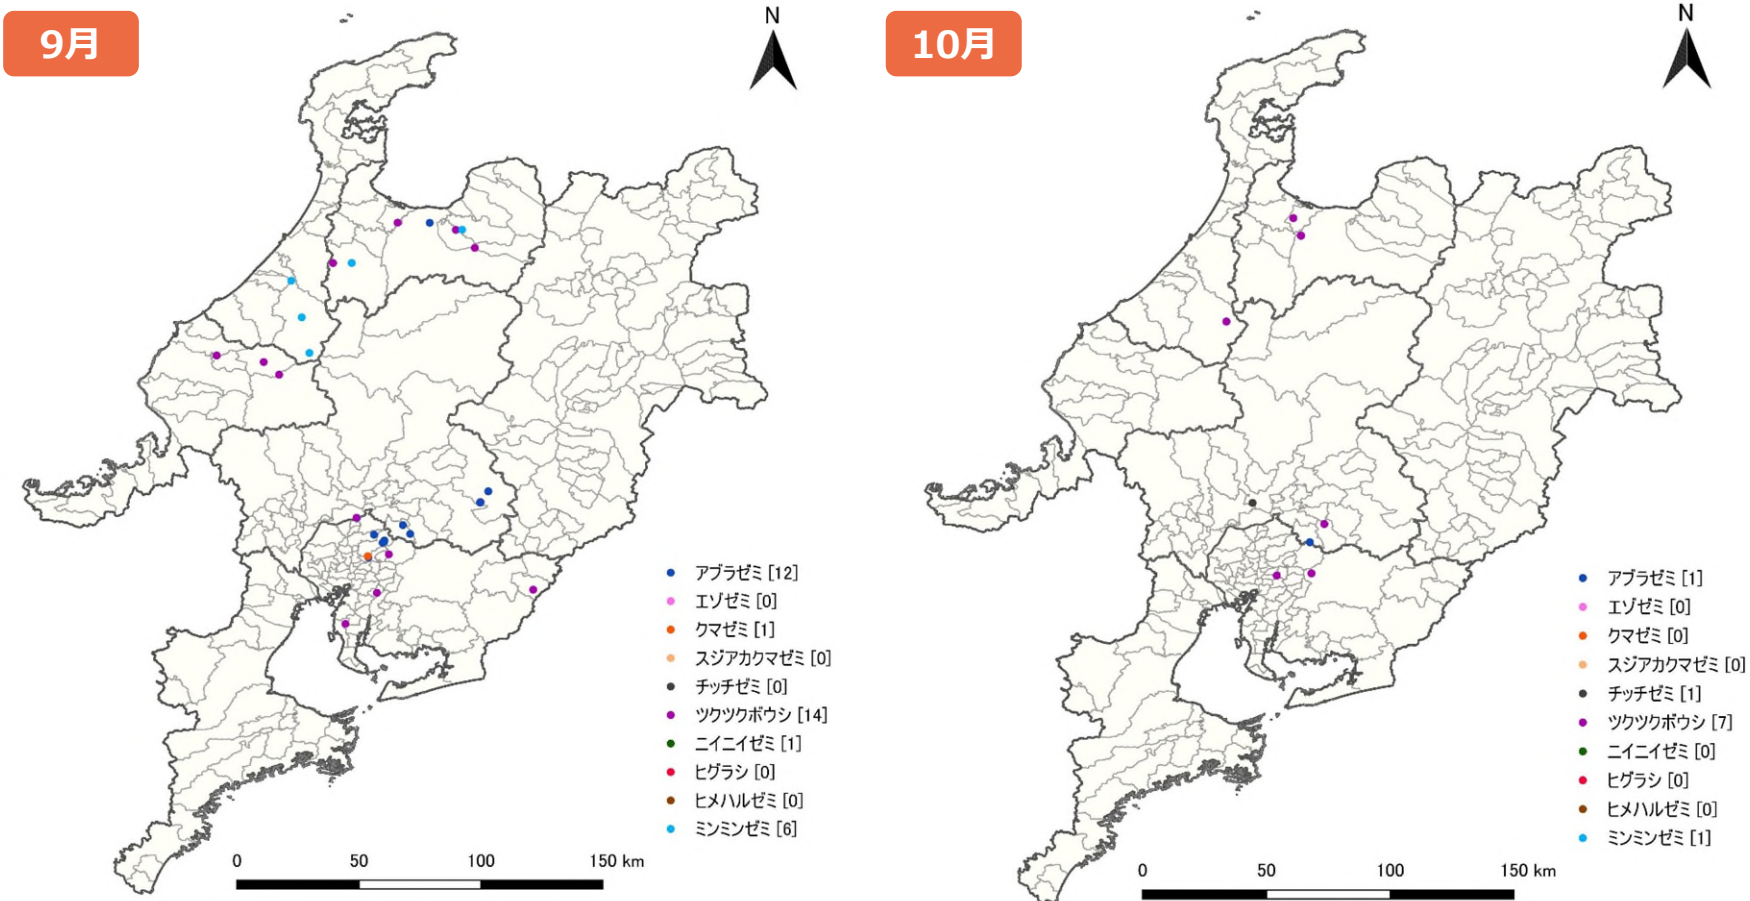 9月
N
アブラゼミ [12]
エゾゼミ [0]
クマゼミ [1]
スジアカクマゼミ [0]
チッチゼミ [0]
ツクツクボウシ [14]
ニイニイゼミ [1]
ヒグラシ [0]
ヒメハルゼミ [0]
ミンミンゼミ [6]
0 50 100 150 km
10月
N
アブラゼミ [1]
エゾゼミ [0]
クマゼミ [0]
スジアカクマゼミ [0]
チッチゼミ [1]
ツクツクボウシ [7]
ニイニイゼミ [0]
ヒグラシ [0]
ヒメハルゼミ [0]
ミンミンゼミ [1]
0 50 100 150 km